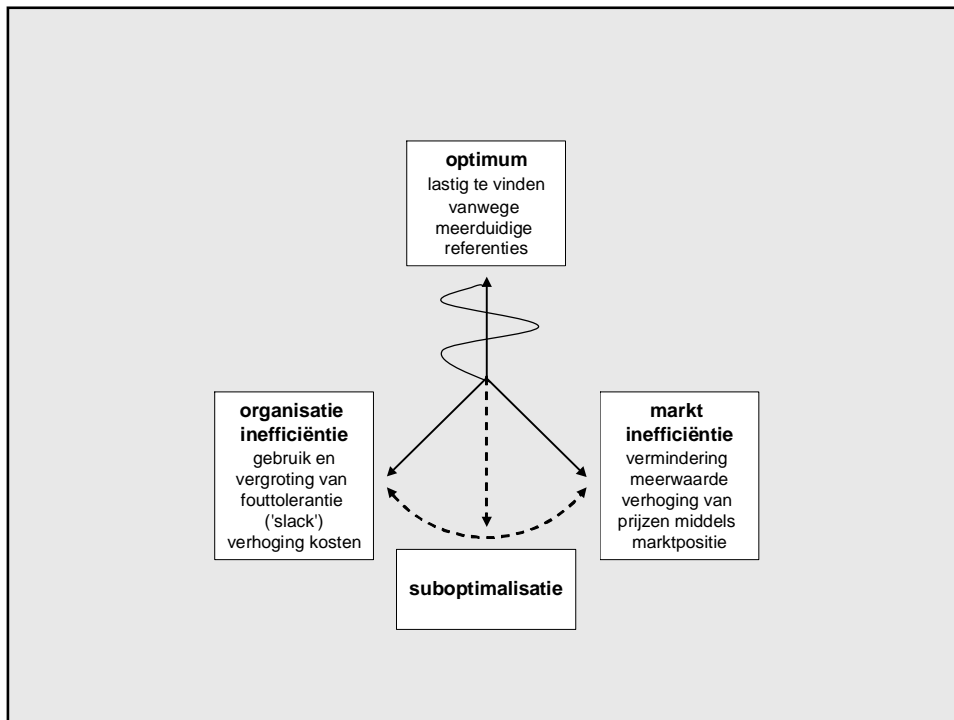 optimum
lastig te vinden
vanwege
meerduidige
referenties
organisatie
inefficiëntie
gebruik en
vergroting van
fouttolerantie
('slack')
verhoging kosten
markt
inefficiëntie
vermindering
meerwaarde
verhoging van
prijzen middels
marktpositie
suboptimalisatie